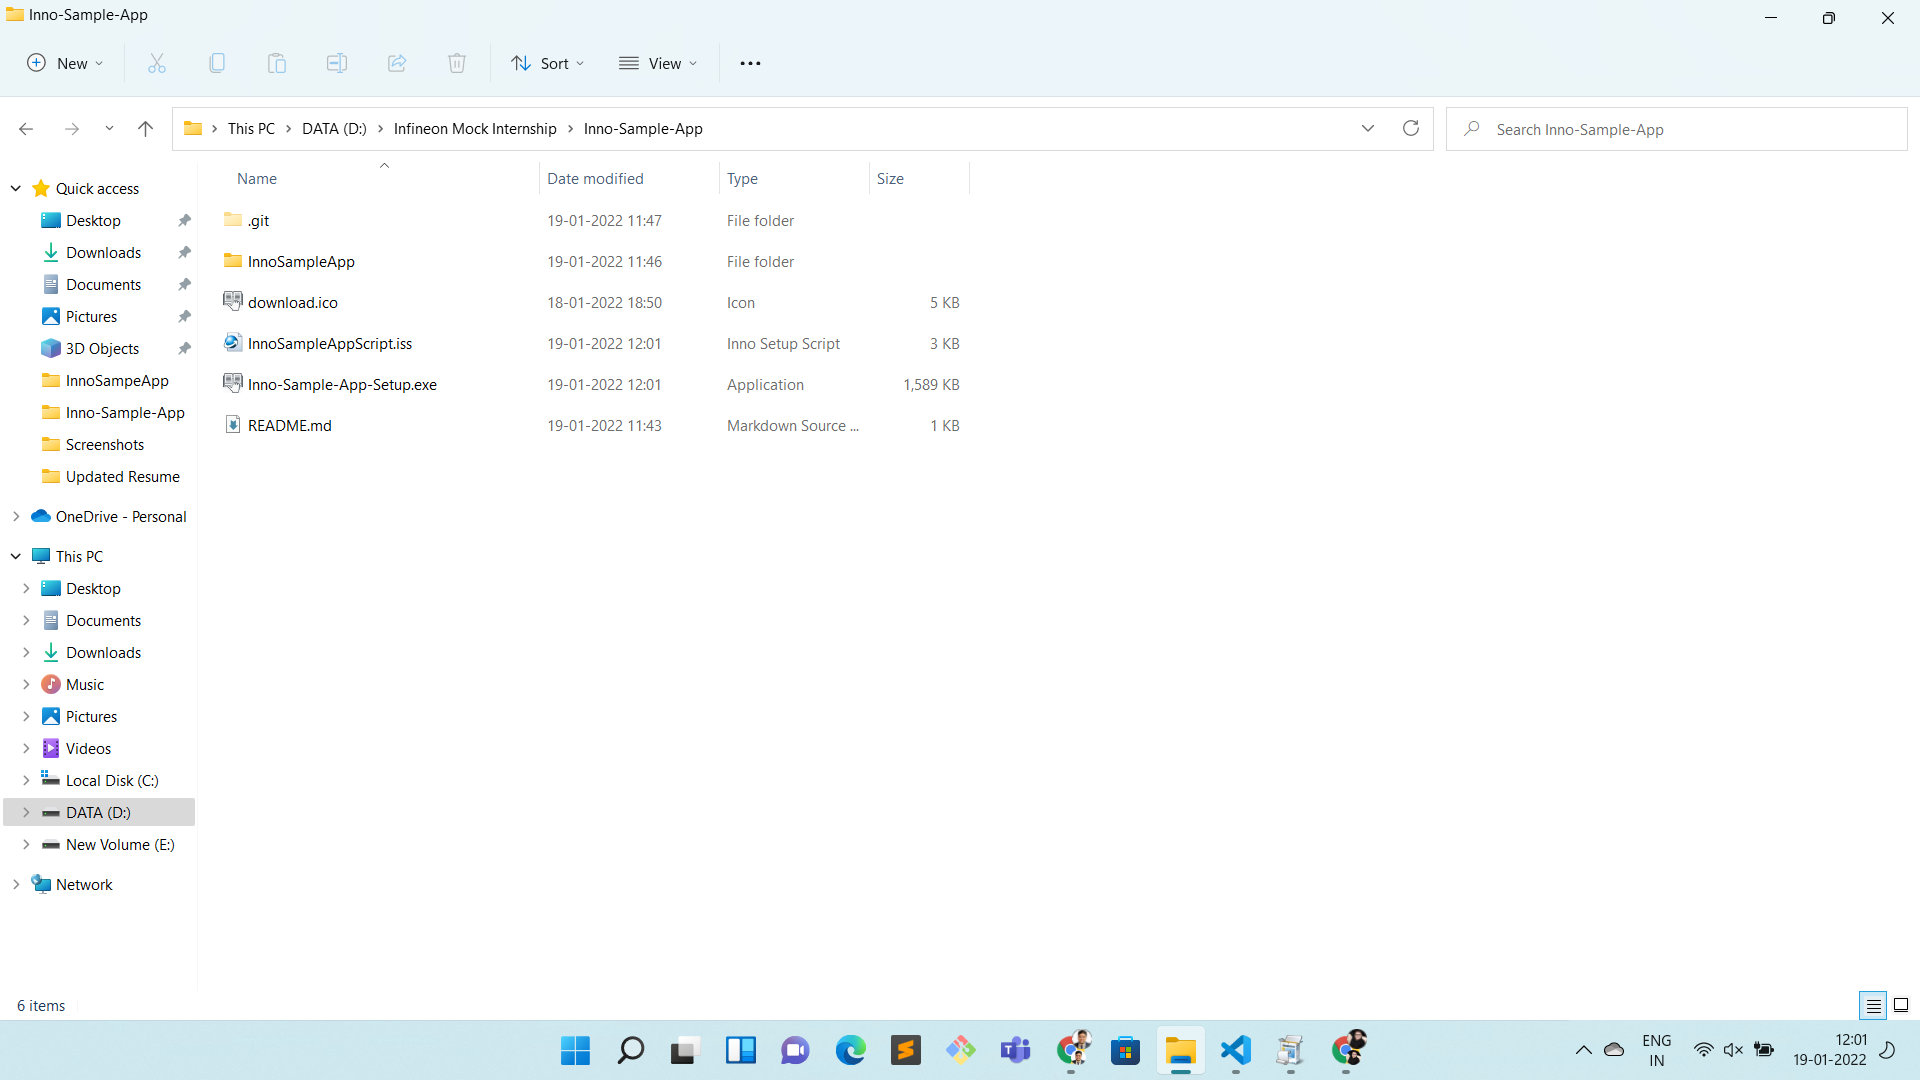 Inno-Sample-App
New
Sort
View
This PC
DATA (D:)
Infineon Mock Internship
Inno-Sample-App
Search Inno-Sample-App
Name
Date modified
Type
Size
.git
19-01-2022 11:47
File folder
InnoSampleApp
19-01-2022 11:46
File folder
download.ico
18-01-2022 18:50
Icon
5 KB
InnoSampleAppScript.iss
19-01-2022 12:01
Inno Setup Script
3 KB
Inno-Sample-App-Setup.exe
19-01-2022 12:01
Application
1,589 KB
README.md
19-01-2022 11:43
Markdown Source ...
1 KB
Quick access
Desktop
Downloads
Documents
Pictures
3D Objects
InnoSampeApp
Inno-Sample-App
Screenshots
Updated Resume
OneDrive - Personal
This PC
Desktop
Documents
Downloads
Music
Pictures
Videos
Local Disk (C:)
DATA (D:)
New Volume (E:)
Network
6 items
ENG
IN
12:01
19-01-2022